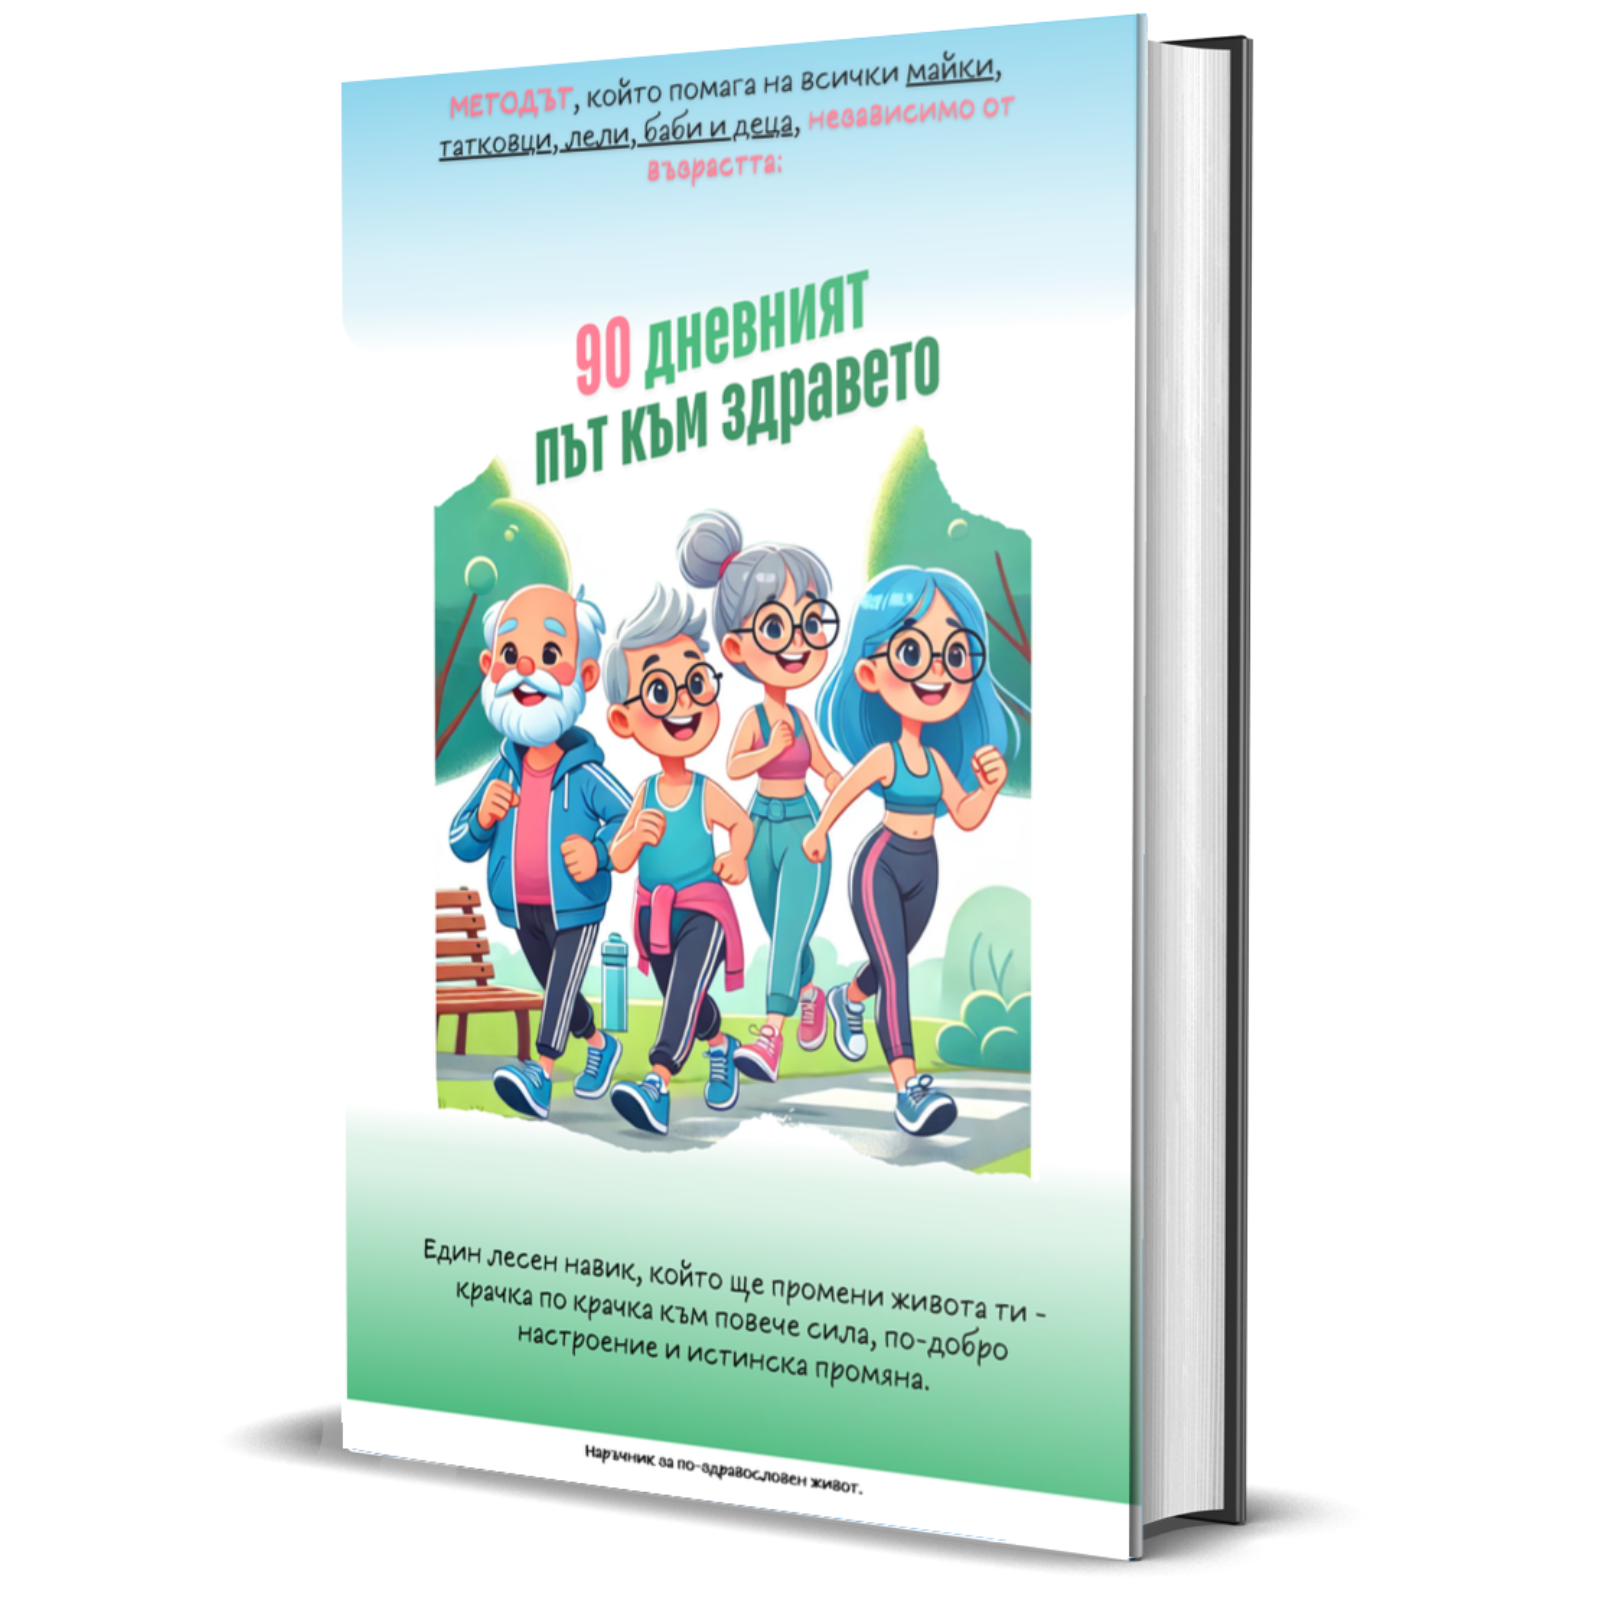 МЕТОДЪТ, който помага на всички майки,
татковци, лели, баби и деца, независимо от
възрастта:
90 дневният
път към здравето
Един лесен навик, който ще промени живота ти -
крачка по крачка към повече сила, по-добро
настроение и истинска промяна.
Наръчник за по-здравословен живот.